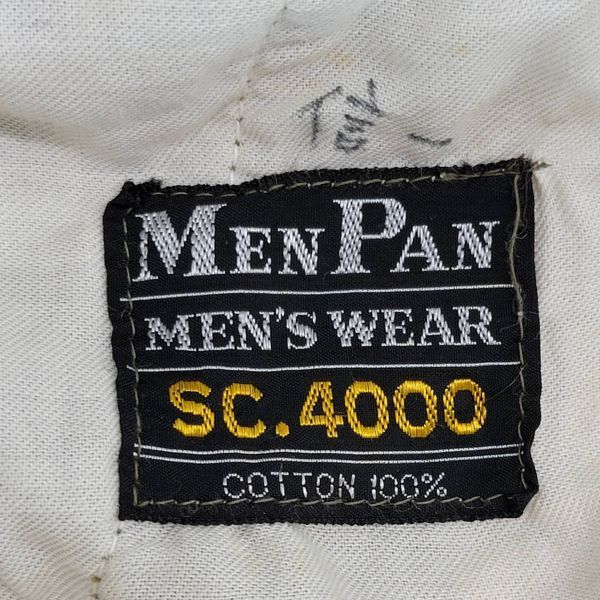 MEN PAN
MEN'S WEAR
SC.4000
COTTON 100%